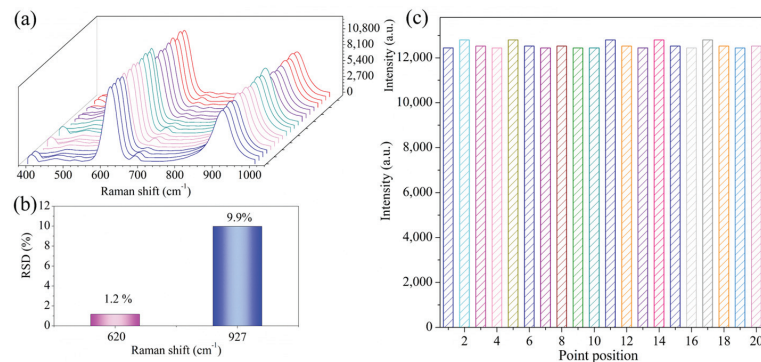 (a)
10,800
8,100
5,400
2,700
0
Intensity (a.u.)
400 500 600 700 800 900 1000
Raman shift (cm⁻¹)
(b)
12
10
8
6
4
2
0
RSD (%)
1.2 %
9.9%
620 927
Raman shift (cm⁻¹)
(c)
12,000
10,000
8,000
6,000
4,000
2,000
0
Intensity (a.u.)
2 4 6 8 10 12 14 16 18 20
Point position